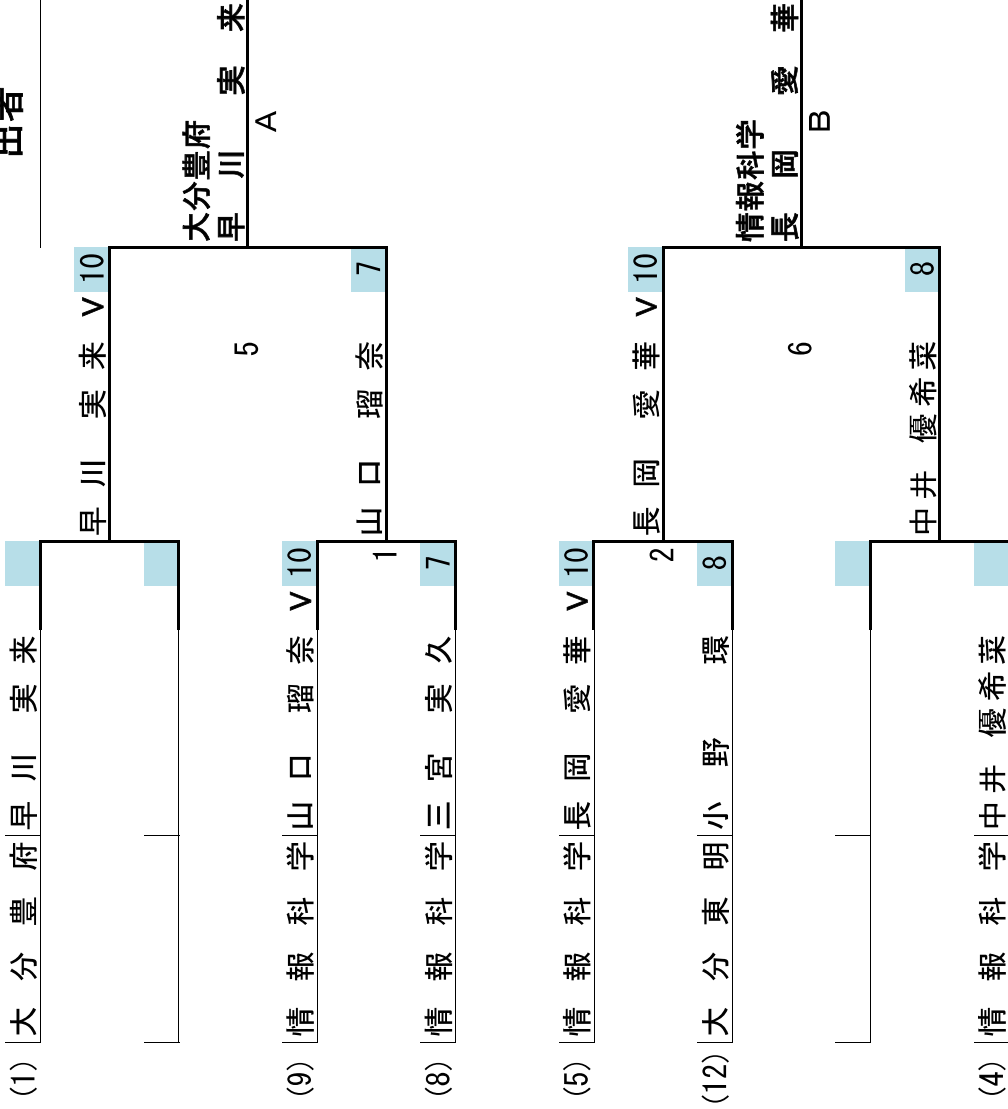 出者
(1) 大分豊府 早川 実来
(9) 情報科学 山口 瑠奈 V 10
1
(8) 情報科学 三宮 実久 7
(5) 情報科学 長岡 愛華 V 10
2
(12) 大分東明 小野 環 8
(4) 情報科学 中井 優希菜
早川 実来 V 10
5
山口 瑠奈 7
長岡 愛華 V 10
6
中井 優希菜 8
大分豊府
早川 実来
A
情報科学
長岡 愛華
B